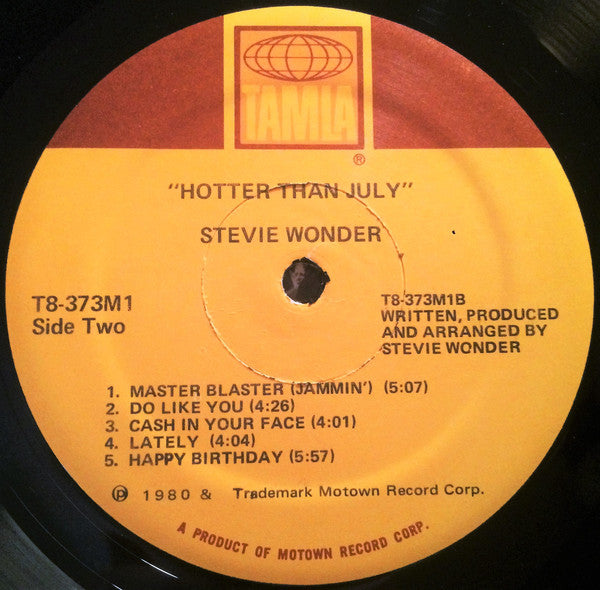 TAMLA
®
"HOTTER THAN JULY"
STEVIE WONDER
T8-373M1
Side Two
T8-373M1B
WRITTEN, PRODUCED
AND ARRANGED BY
STEVIE WONDER
1. MASTER BLASTER (JAMMIN') (5:07)
2. DO LIKE YOU (4:26)
3. CASH IN YOUR FACE (4:01)
4. LATELY (4:04)
5. HAPPY BIRTHDAY (5:57)
℗ 1980 & Trademark Motown Record Corp.
A PRODUCT OF MOTOWN RECORD CORP.